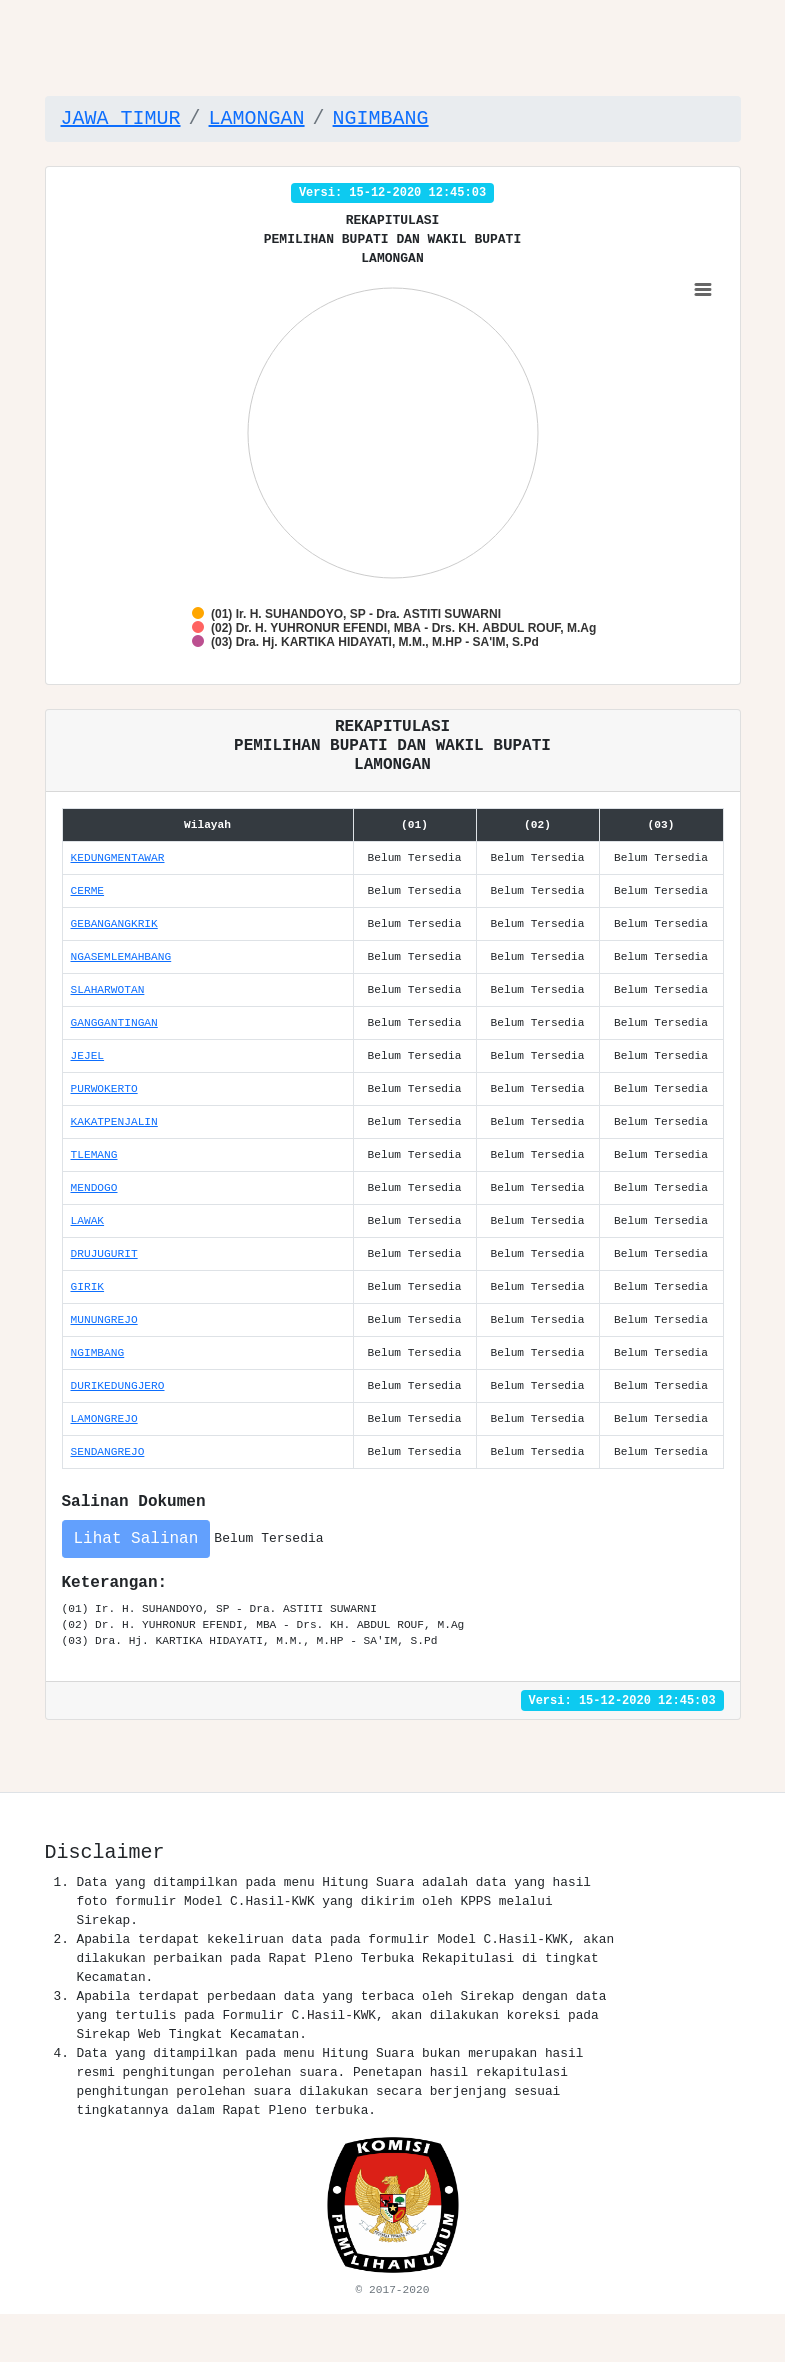 JAWA TIMUR / LAMONGAN / NGIMBANG
Versi: 15-12-2020 12:45:03
REKAPITULASI
PEMILIHAN BUPATI DAN WAKIL BUPATI
LAMONGAN
(01) Ir. H. SUHANDOYO, SP - Dra. ASTITI SUWARNI
(02) Dr. H. YUHRONUR EFENDI, MBA - Drs. KH. ABDUL ROUF, M.Ag
(03) Dra. Hj. KARTIKA HIDAYATI, M.M., M.HP - SA'IM, S.Pd
REKAPITULASI
PEMILIHAN BUPATI DAN WAKIL BUPATI
LAMONGAN
Wilayah (01) (02) (03)
KEDUNGMENTAWAR Belum Tersedia Belum Tersedia Belum Tersedia
CERME Belum Tersedia Belum Tersedia Belum Tersedia
GEBANGANGKRIK Belum Tersedia Belum Tersedia Belum Tersedia
NGASEMLEMAHBANG Belum Tersedia Belum Tersedia Belum Tersedia
SLAHARWOTAN Belum Tersedia Belum Tersedia Belum Tersedia
GANGGANTINGAN Belum Tersedia Belum Tersedia Belum Tersedia
JEJEL Belum Tersedia Belum Tersedia Belum Tersedia
PURWOKERTO Belum Tersedia Belum Tersedia Belum Tersedia
KAKATPENJALIN Belum Tersedia Belum Tersedia Belum Tersedia
TLEMANG Belum Tersedia Belum Tersedia Belum Tersedia
MENDOGO Belum Tersedia Belum Tersedia Belum Tersedia
LAWAK Belum Tersedia Belum Tersedia Belum Tersedia
DRUJUGURIT Belum Tersedia Belum Tersedia Belum Tersedia
GIRIK Belum Tersedia Belum Tersedia Belum Tersedia
MUNUNGREJO Belum Tersedia Belum Tersedia Belum Tersedia
NGIMBANG Belum Tersedia Belum Tersedia Belum Tersedia
DURIKEDUNGJERO Belum Tersedia Belum Tersedia Belum Tersedia
LAMONGREJO Belum Tersedia Belum Tersedia Belum Tersedia
SENDANGREJO Belum Tersedia Belum Tersedia Belum Tersedia
Salinan Dokumen
Lihat Salinan Belum Tersedia
Keterangan:
(01) Ir. H. SUHANDOYO, SP - Dra. ASTITI SUWARNI
(02) Dr. H. YUHRONUR EFENDI, MBA - Drs. KH. ABDUL ROUF, M.Ag
(03) Dra. Hj. KARTIKA HIDAYATI, M.M., M.HP - SA'IM, S.Pd
Versi: 15-12-2020 12:45:03
Disclaimer
1. Data yang ditampilkan pada menu Hitung Suara adalah data yang hasil
foto formulir Model C.Hasil-KWK yang dikirim oleh KPPS melalui
Sirekap.
2. Apabila terdapat kekeliruan data pada formulir Model C.Hasil-KWK, akan
dilakukan perbaikan pada Rapat Pleno Terbuka Rekapitulasi di tingkat
Kecamatan.
3. Apabila terdapat perbedaan data yang terbaca oleh Sirekap dengan data
yang tertulis pada Formulir C.Hasil-KWK, akan dilakukan koreksi pada
Sirekap Web Tingkat Kecamatan.
4. Data yang ditampilkan pada menu Hitung Suara bukan merupakan hasil
resmi penghitungan perolehan suara. Penetapan hasil rekapitulasi
penghitungan perolehan suara dilakukan secara berjenjang sesuai
tingkatannya dalam Rapat Pleno terbuka.
KOMISI
PEMILIHAN UMUM
© 2017-2020